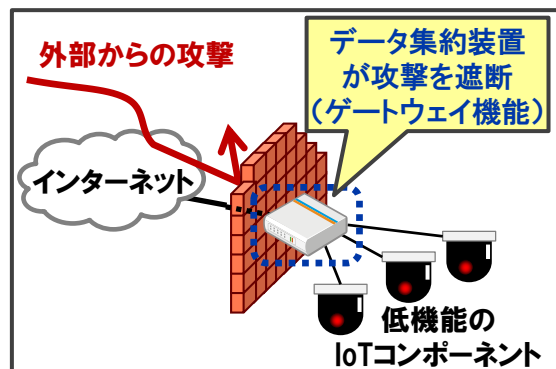 外部からの攻撃
データ集約装置
が攻撃を遮断
(ゲートウェイ機能)
インターネット
低機能の
IoTコンポーネント